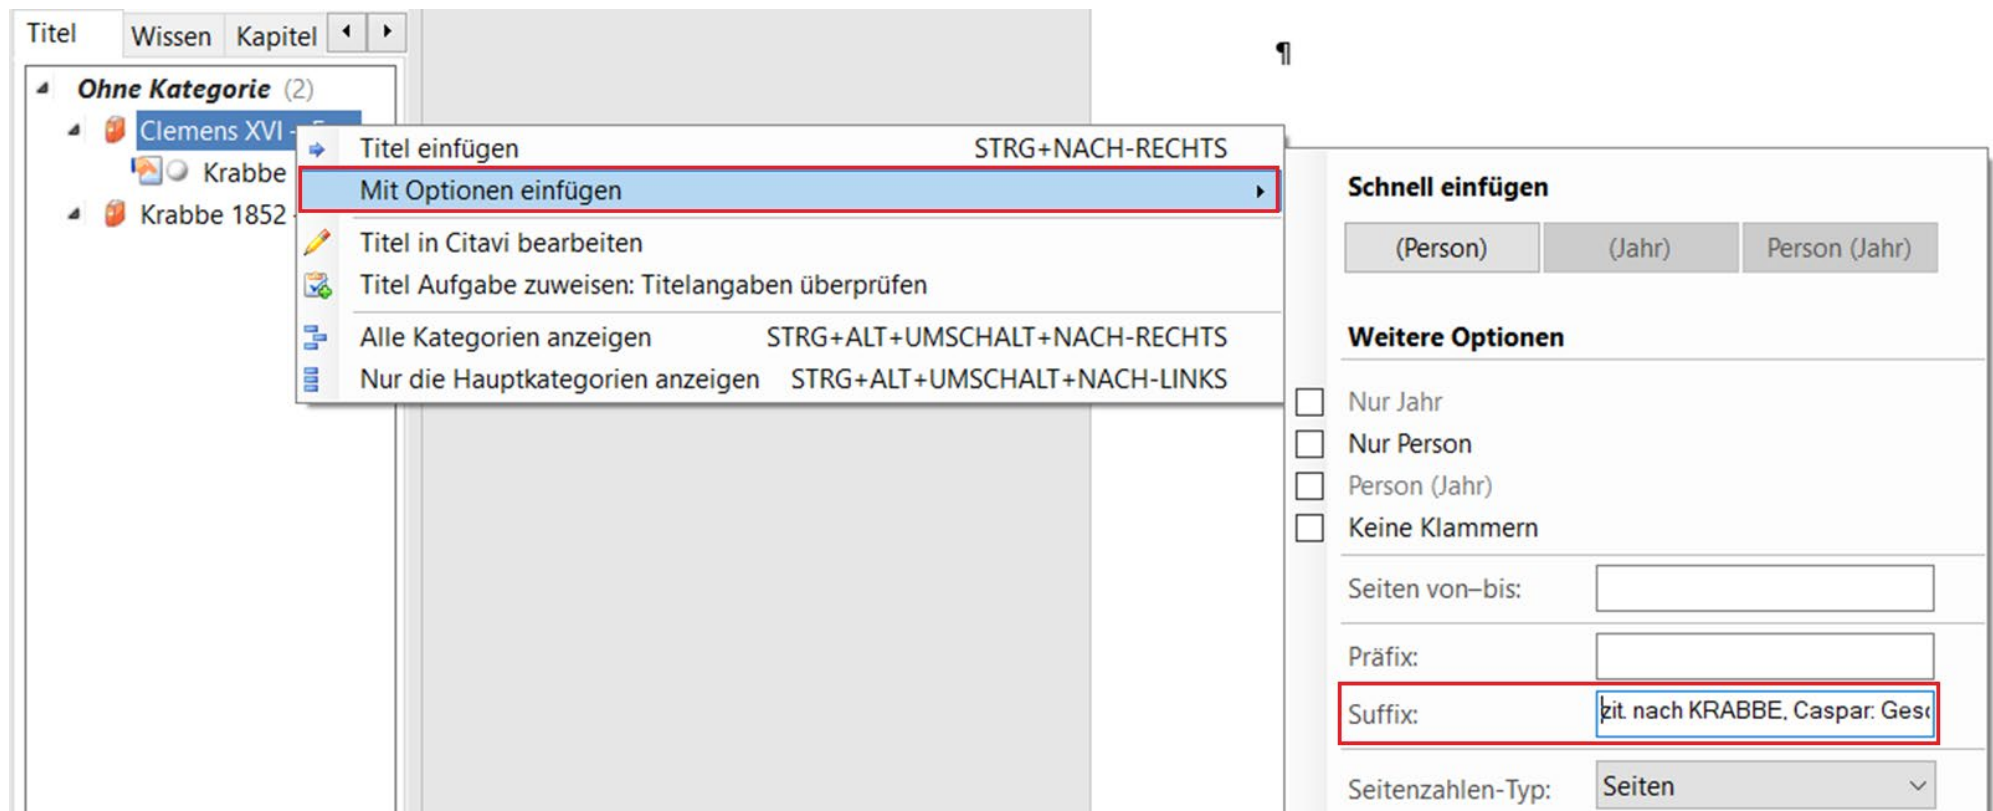 Titel Wissen Kapitel
Ohne Kategorie (2)
Clemens XVI -
Krabbe
Krabbe 1852
¶
Titel einfügen STRG+NACH-RECHTS
Mit Optionen einfügen
Titel in Citavi bearbeiten
Titel Aufgabe zuweisen: Titelangaben überprüfen
Alle Kategorien anzeigen STRG+ALT+UMSCHALT+NACH-RECHTS
Nur die Hauptkategorien anzeigen STRG+ALT+UMSCHALT+NACH-LINKS
Schnell einfügen
(Person) (Jahr) Person (Jahr)
Weitere Optionen
Nur Jahr
Nur Person
Person (Jahr)
Keine Klammern
Seiten von–bis:
Präfix:
Suffix: zit. nach KRABBE, Caspar: Gesc
Seitenzahlen-Typ: Seiten